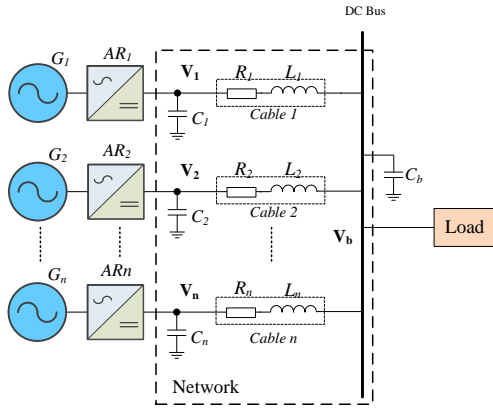 DC Bus
G1 AR1 V1 R1 L1
C1 Cable 1
G2 AR2 V2 R2 L2
Cb
C2 Cable 2
Vb Load
Gn ARn Vn Rn Ln
Cn
Cable n
Network